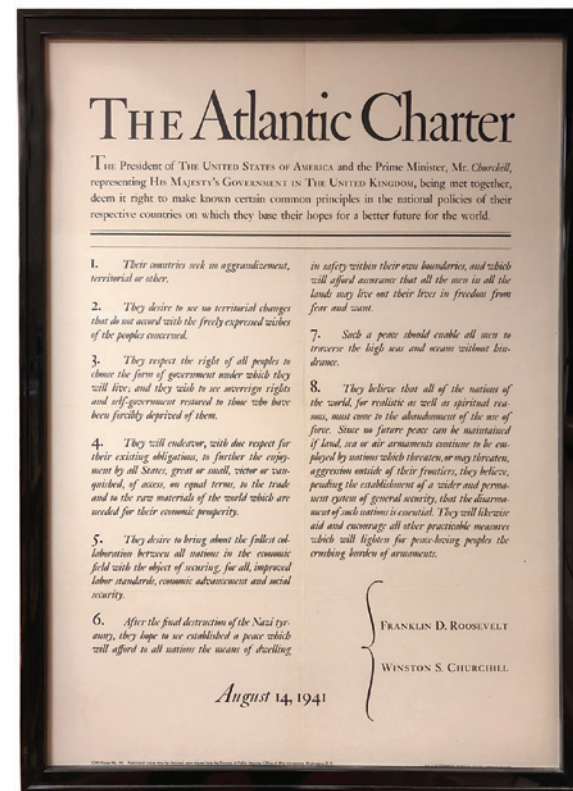 THE Atlantic Charter
THE President of THE UNITED STATES OF AMERICA and the Prime Minister, Mr. Churchill,
representing HIS MAJESTY'S GOVERNMENT IN THE UNITED KINGDOM, being met together,
deem it right to make known certain common principles in the national policies of their
respective countries on which they base their hopes for a better future for the world.
1. Their countries seek no aggrandizement,
territorial or other.
2. They desire to see no territorial changes
that do not accord with the freely expressed wishes
of the peoples concerned.
3. They respect the right of all peoples to
choose the form of government under which they
will live; and they wish to see sovereign rights
and self-government restored to those who have
been forcibly deprived of them.
4. They will endeavor, with due respect for
their existing obligations, to further the enjoy-
ment by all States, great or small, victor or van-
quished, of access, on equal terms, to the trade
and to the raw materials of the world which are
needed for their economic prosperity.
5. They desire to bring about the fullest col-
laboration between all nations in the economic
field with the object of securing, for all, improved
labor standards, economic advancement and social
security.
6. After the final destruction of the Nazi tyr-
anny, they hope to see established a peace which
will afford to all nations the means of dwelling
in safety within their own boundaries, and which
will afford assurance that all the men in all the
lands may live out their lives in freedom from
fear and want.
7. Such a peace should enable all men to
traverse the high seas and oceans without hin-
drance.
8. They believe that all of the nations of
the world, for realistic as well as spiritual rea-
sons, must come to the abandonment of the use of
force. Since no future peace can be maintained
if land, sea or air armaments continue to be em-
ployed by nations which threaten, or may threaten,
aggression outside of their frontiers, they believe,
pending the establishment of a wider and perma-
nent system of general security, that the disarma-
ment of such nations is essential. They will likewise
aid and encourage all other practicable measures
which will lighten for peace-loving peoples the
crushing burden of armaments.
FRANKLIN D. ROOSEVELT
WINSTON S. CHURCHILL
August 14, 1941